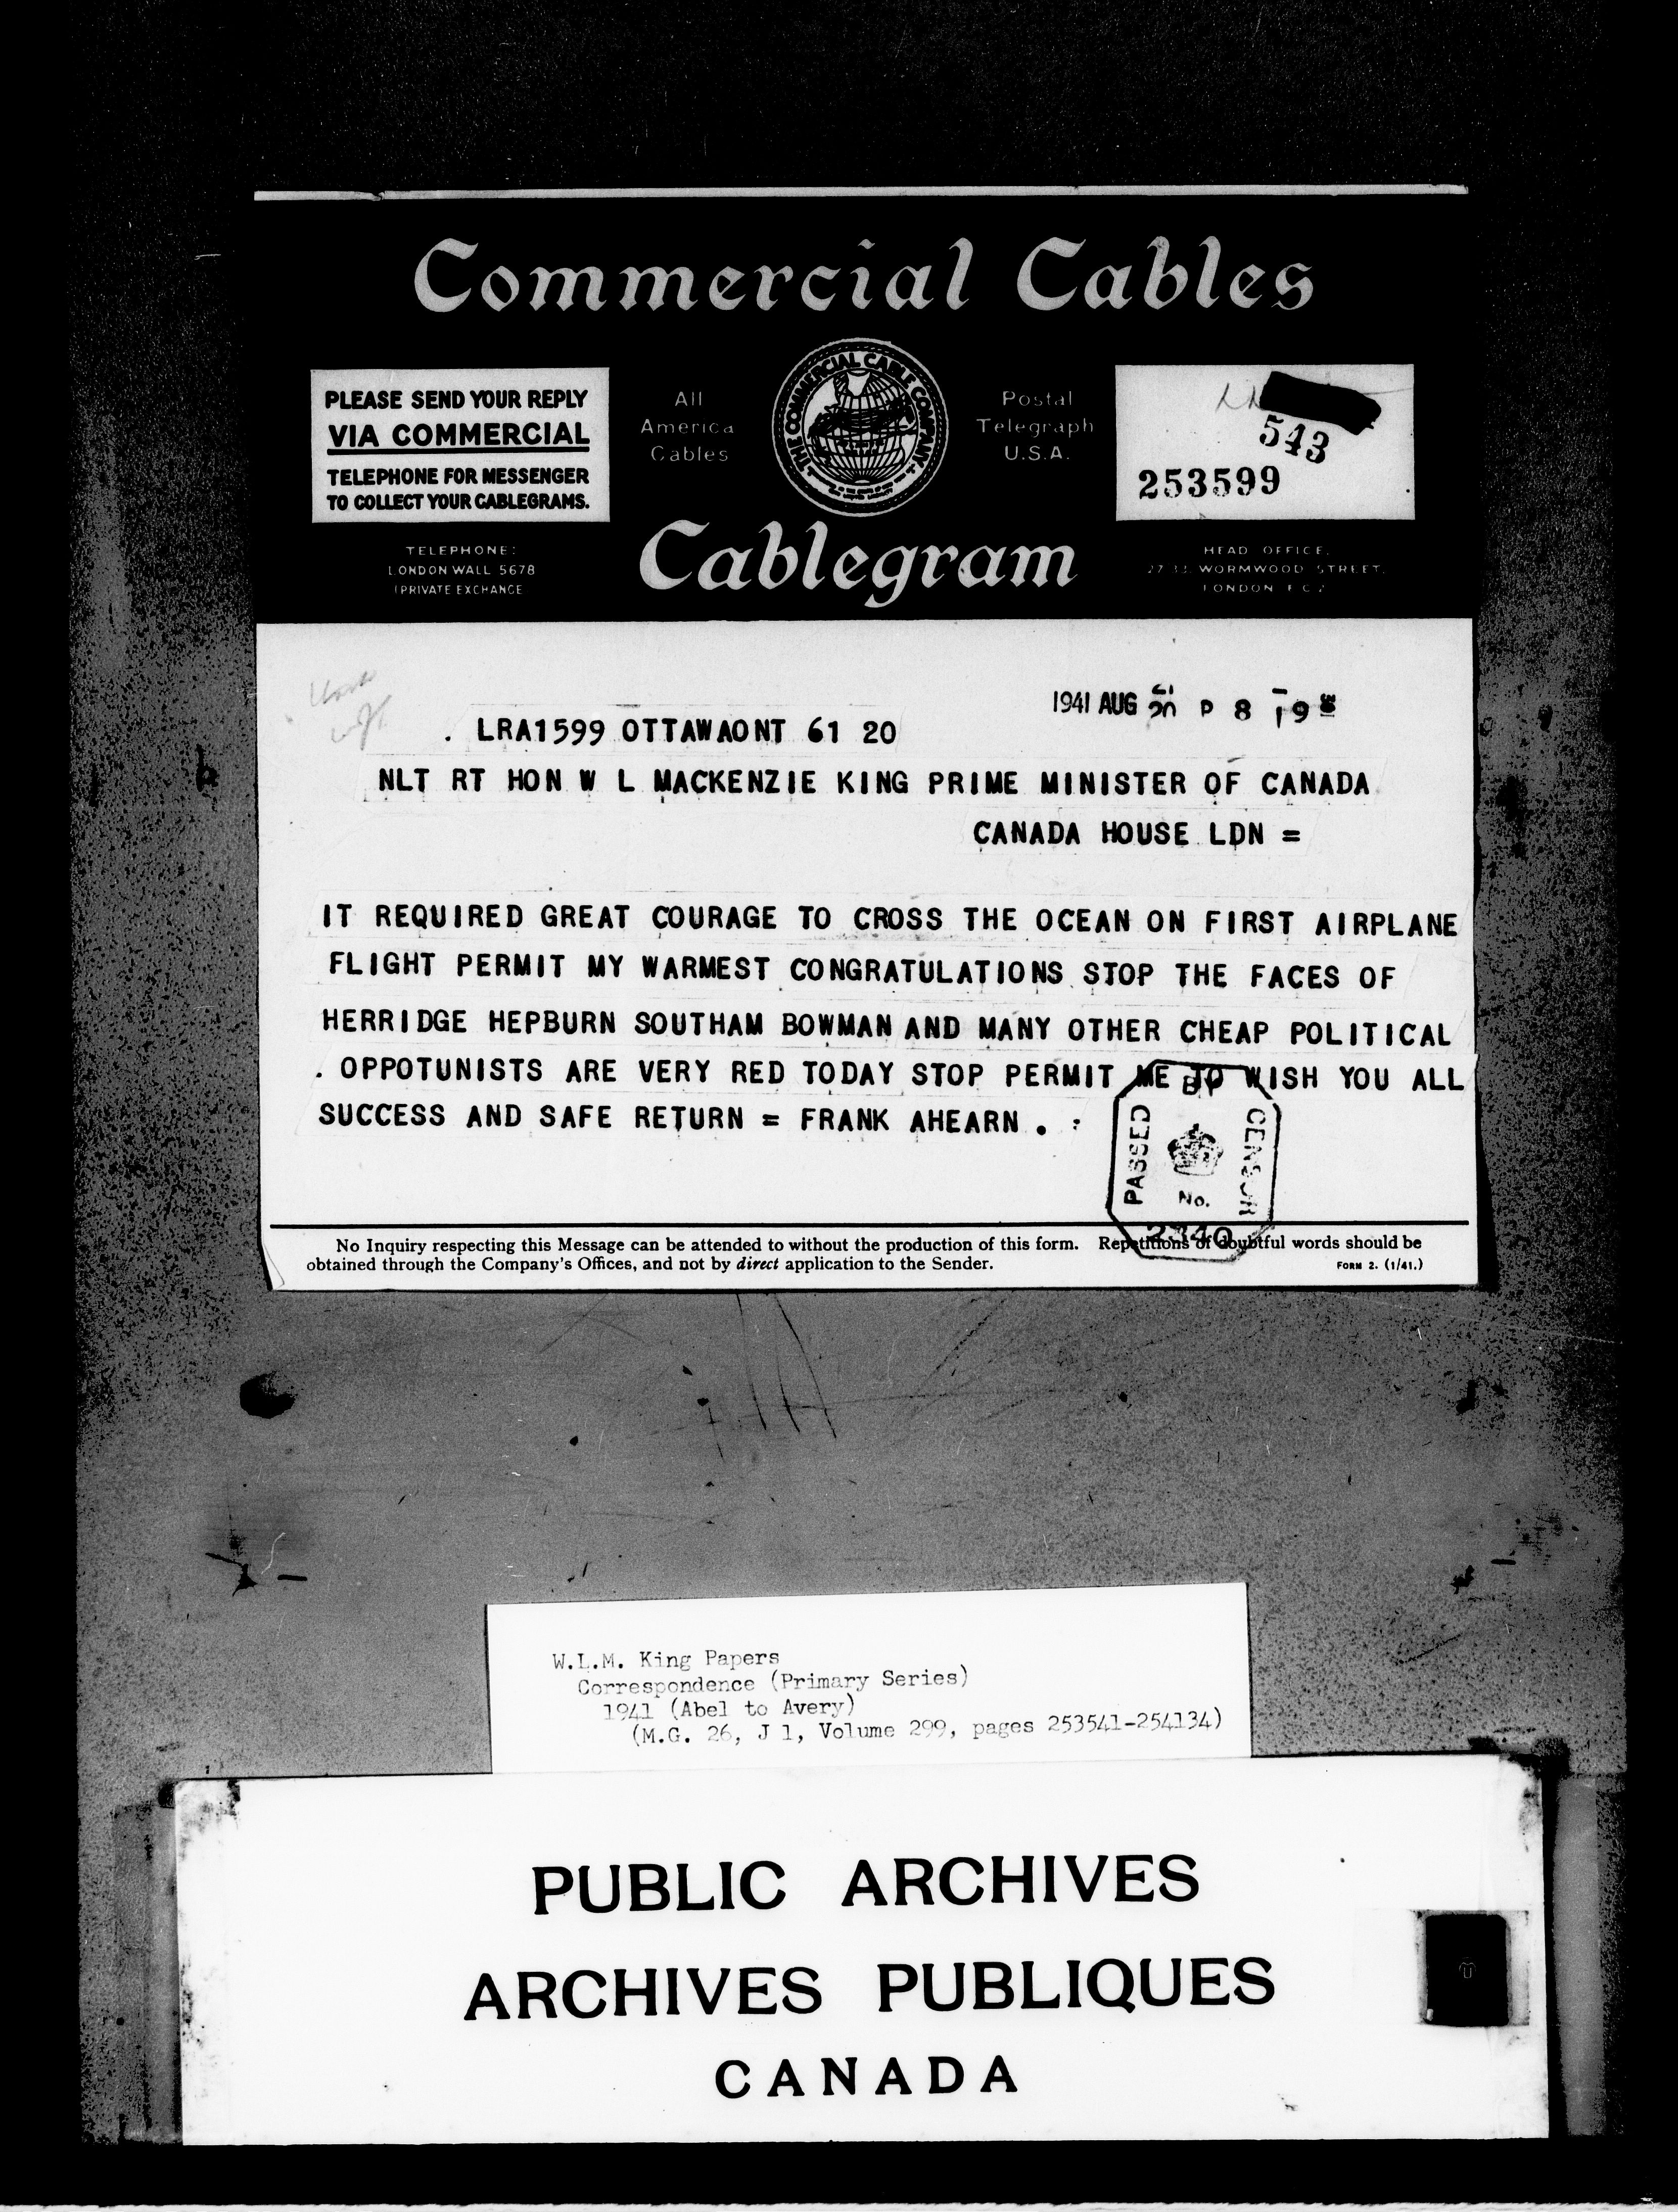 Commercial Cables
PLEASE SEND YOUR REPLY
VIA COMMERCIAL
TELEPHONE FOR MESSENGER
TO COLLECT YOUR CABLEGRAMS.
All
America
Cables
THE COMMERCIAL CABLE COMPANY
Postal
Telegraph
U.S.A.
543
253599
TELEPHONE:
LONDON WALL 5678
(PRIVATE EXCHANGE
Cablegram
HEAD OFFICE,
WORMWOOD STREET,
LONDON E C 2
1941 AUG P 8 19
. LRA1599 OTTAWAONT 61 20
NLT RT HON W L MACKENZIE KING PRIME MINISTER OF CANADA
CANADA HOUSE LDN =
IT REQUIRED GREAT COURAGE TO CROSS THE OCEAN ON FIRST AIRPLANE
FLIGHT PERMIT MY WARMEST CONGRATULATIONS STOP THE FACES OF
HERRIDGE HEPBURN SOUTHAM BOWMAN AND MANY OTHER CHEAP POLITICAL
. OPPOTUNISTS ARE VERY RED TODAY STOP PERMIT ME TO WISH YOU ALL
SUCCESS AND SAFE RETURN = FRANK AHEARN . :
PASSED
BY
CENSOR
No.
2340
No Inquiry respecting this Message can be attended to without the production of this form. Repetitions of doubtful words should be
obtained through the Company's Offices, and not by direct application to the Sender.
FORM 2. (1/41.)
W.L.M. King Papers
Correspondence (Primary Series)
1941 (Abel to Avery)
(M.G. 26, J 1, Volume 299, pages 253541-254134)
PUBLIC ARCHIVES
ARCHIVES PUBLIQUES
CANADA